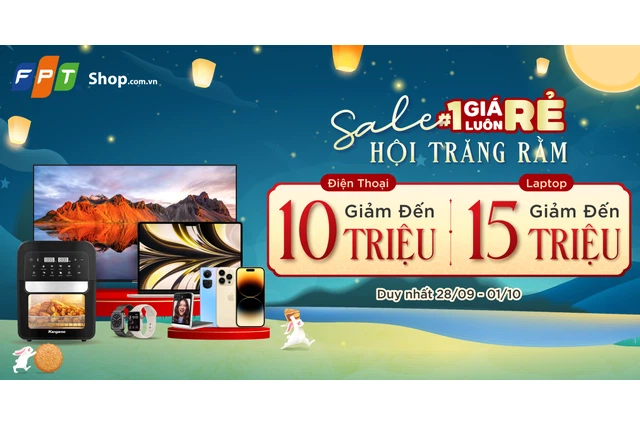 FPT Shop.com.vn
Sale #1 GIÁ LUÔN RẺ
HỘI TRĂNG RẰM
Điện Thoại
Giảm Đến
10 TRIỆU
Laptop
Giảm Đến
15 TRIỆU
Duy nhất 28/09 - 01/10
Kangaroo